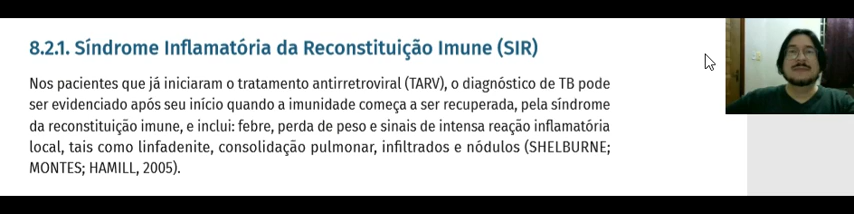 8.2.1. Síndrome Inflamatória da Reconstituição Imune (SIR)
Nos pacientes que já iniciaram o tratamento antirretroviral (TARV), o diagnóstico de TB pode
ser evidenciado após seu início quando a imunidade começa a ser recuperada, pela síndrome
da reconstituição imune, e inclui: febre, perda de peso e sinais de intensa reação inflamatória
local, tais como linfadenite, consolidação pulmonar, infiltrados e nódulos (SHELBURNE;
MONTES; HAMILL, 2005).